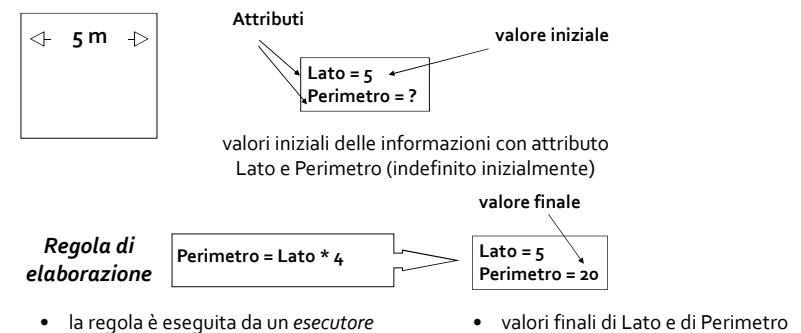 Attributi
5 m
valore iniziale
Lato = 5
Perimetro = ?
valori iniziali delle informazioni con attributo
Lato e Perimetro (indefinito inizialmente)
valore finale
Regola di
elaborazione
Perimetro = Lato * 4
Lato = 5
Perimetro = 20
• la regola è eseguita da un esecutore
• valori finali di Lato e di Perimetro